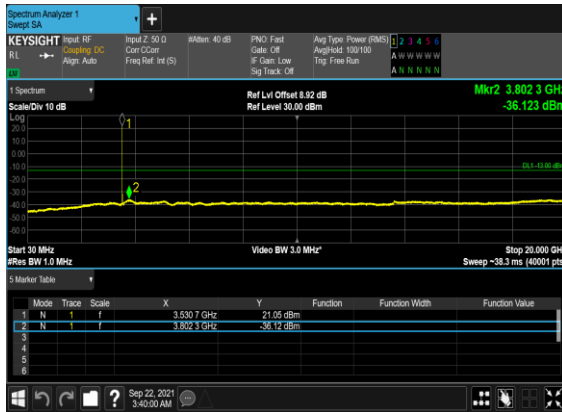 Spectrum Analyzer 1
Swept SA
KEYSIGHT Input: RF Input Z: 50 Ω #Atten: 40 dB PNO: Fast Avg Type: Power (RMS) 1 2 3 4 5 6
RL Coupling: DC Corr CCorr Gate: Off Avg|Hold: 100/100 A W W W W W
Align: Auto Freq Ref: Int (S) IF Gain: Low Trig: Free Run
Sig Track: Off A N N N N N
1 Spectrum Mkr2 3.802 3 GHz
Ref Lvl Offset 8.92 dB
Scale/Div 10 dB Ref Level 30.00 dBm -36.123 dBm
Log
1
20.0
10.0
0.00
-10.0
DL1 -13.00 dBm
-20.0
-30.0
2
-40.0
-50.0
-60.0
Start 30 MHz Video BW 3.0 MHz* Stop 20.000 GHz
#Res BW 1.0 MHz Sweep ~38.3 ms (40001 pts)
5 Marker Table
Mode Trace Scale X Y Function Function Width Function Value
1 N 1 f 3.530 7 GHz 21.05 dBm
2 N 1 f 3.802 3 GHz -36.12 dBm
3
4
5
6
? Sep 22, 2021
3:40:00 AM